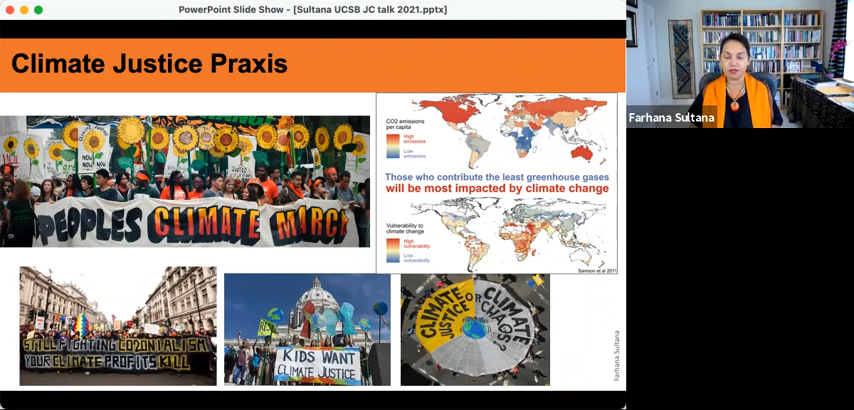 PowerPoint Slide Show - [Sultana UCSB JC talk 2021.pptx]
Climate Justice Praxis
PEOPLES CLIMATE MARCH
CO2 emissions
per capita
High
emissions
Low
emissions
Those who contribute the least greenhouse gases
will be most impacted by climate change
Vulnerability to
climate change
High
vulnerability
Low
vulnerability
Samson et al 2011
STILL FIGHTING CO2ONIALISM
YOUR CLIMATE PROFITS KILL
KIDS WANT
CLIMATE JUSTICE
CLIMATE
JUSTICE
OR
CLIMATE
CHAOS?
Farhana Sultana
Farhana Sultana